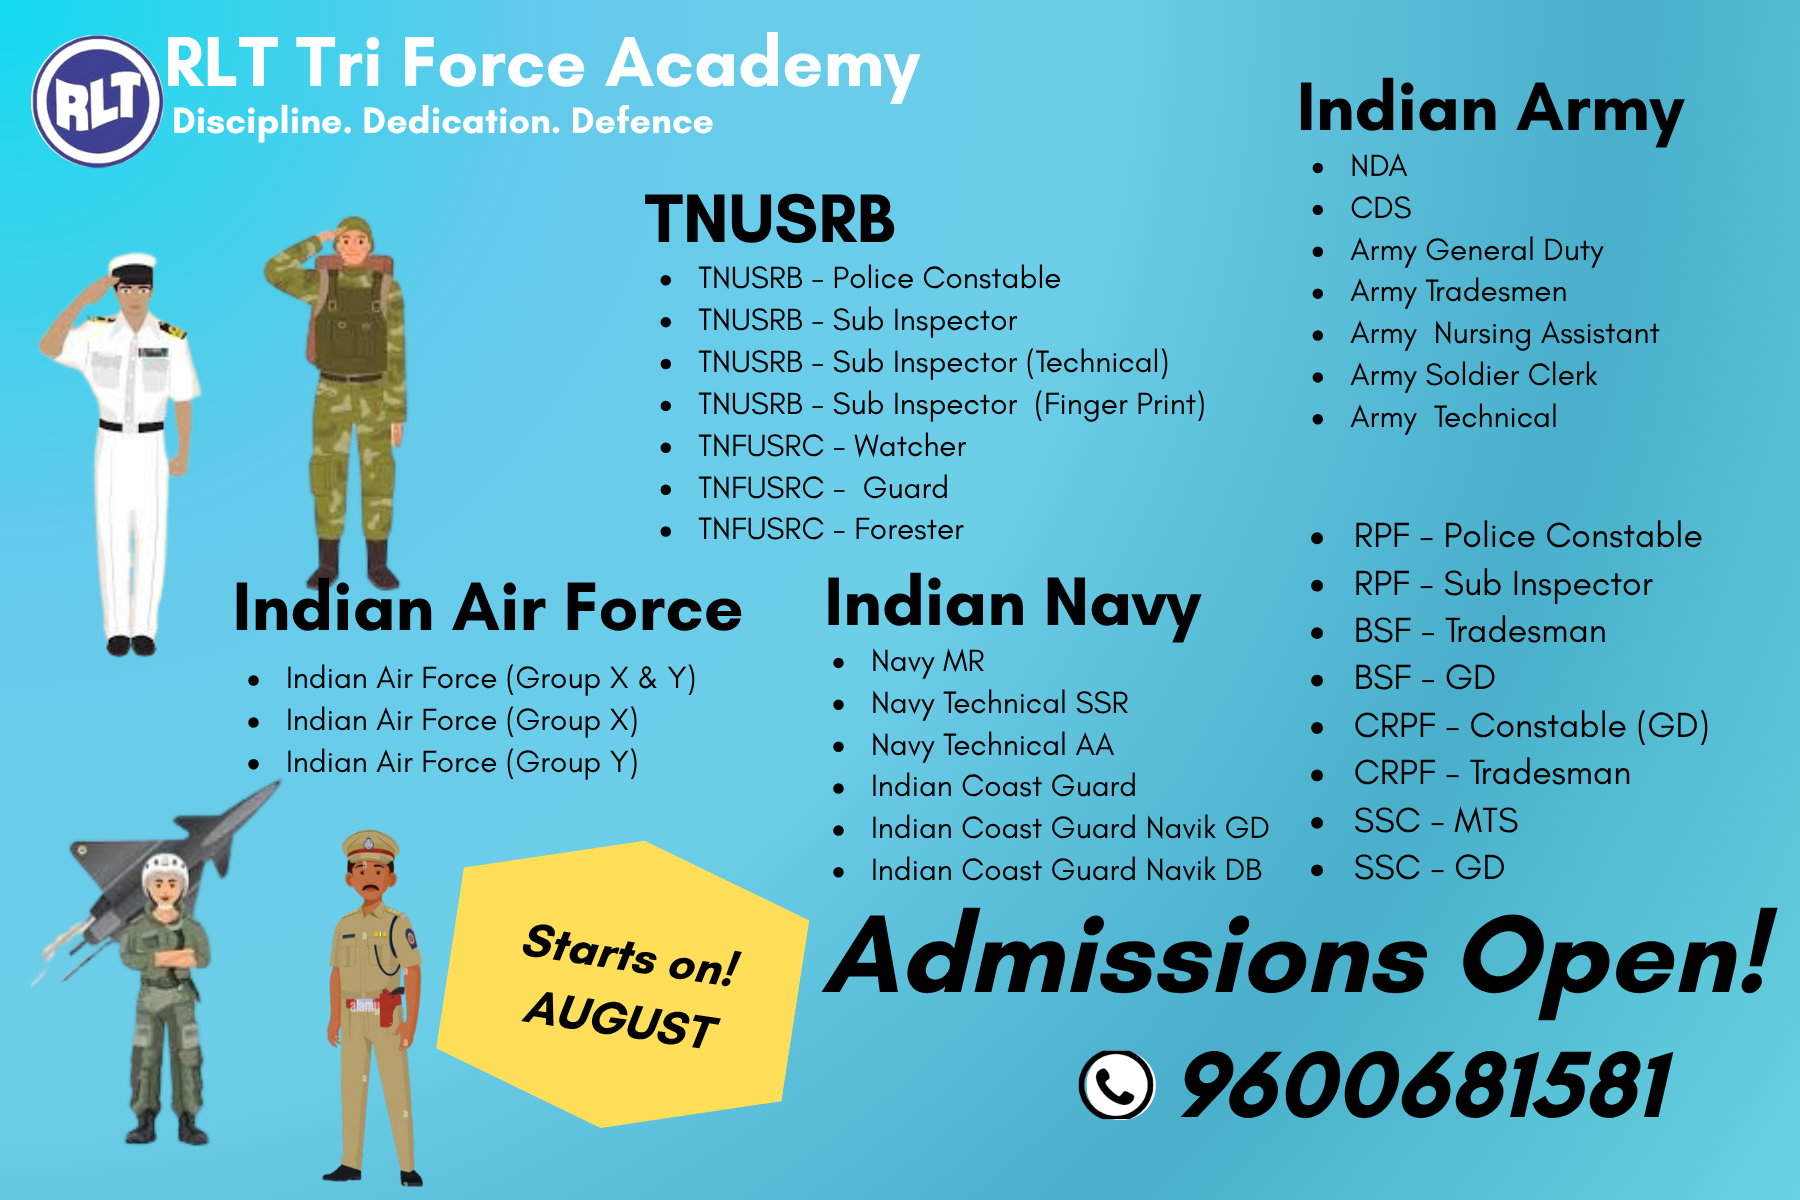 RLT
RLT Tri Force Academy
Discipline. Dedication. Defence
TNUSRB
• TNUSRB - Police Constable
• TNUSRB - Sub Inspector
• TNUSRB - Sub Inspector (Technical)
• TNUSRB - Sub Inspector (Finger Print)
• TNFUSRC - Watcher
• TNFUSRC - Guard
• TNFUSRC - Forester
Indian Army
• NDA
• CDS
• Army General Duty
• Army Tradesmen
• Army Nursing Assistant
• Army Soldier Clerk
• Army Technical
• RPF - Police Constable
• RPF - Sub Inspector
• BSF - Tradesman
• BSF - GD
• CRPF - Constable (GD)
• CRPF - Tradesman
• SSC - MTS
• SSC - GD
Indian Air Force
• Indian Air Force (Group X & Y)
• Indian Air Force (Group X)
• Indian Air Force (Group Y)
Indian Navy
• Navy MR
• Navy Technical SSR
• Navy Technical AA
• Indian Coast Guard
• Indian Coast Guard Navik GD
• Indian Coast Guard Navik DB
alamy
Starts on!
AUGUST
Admissions Open!
9600681581